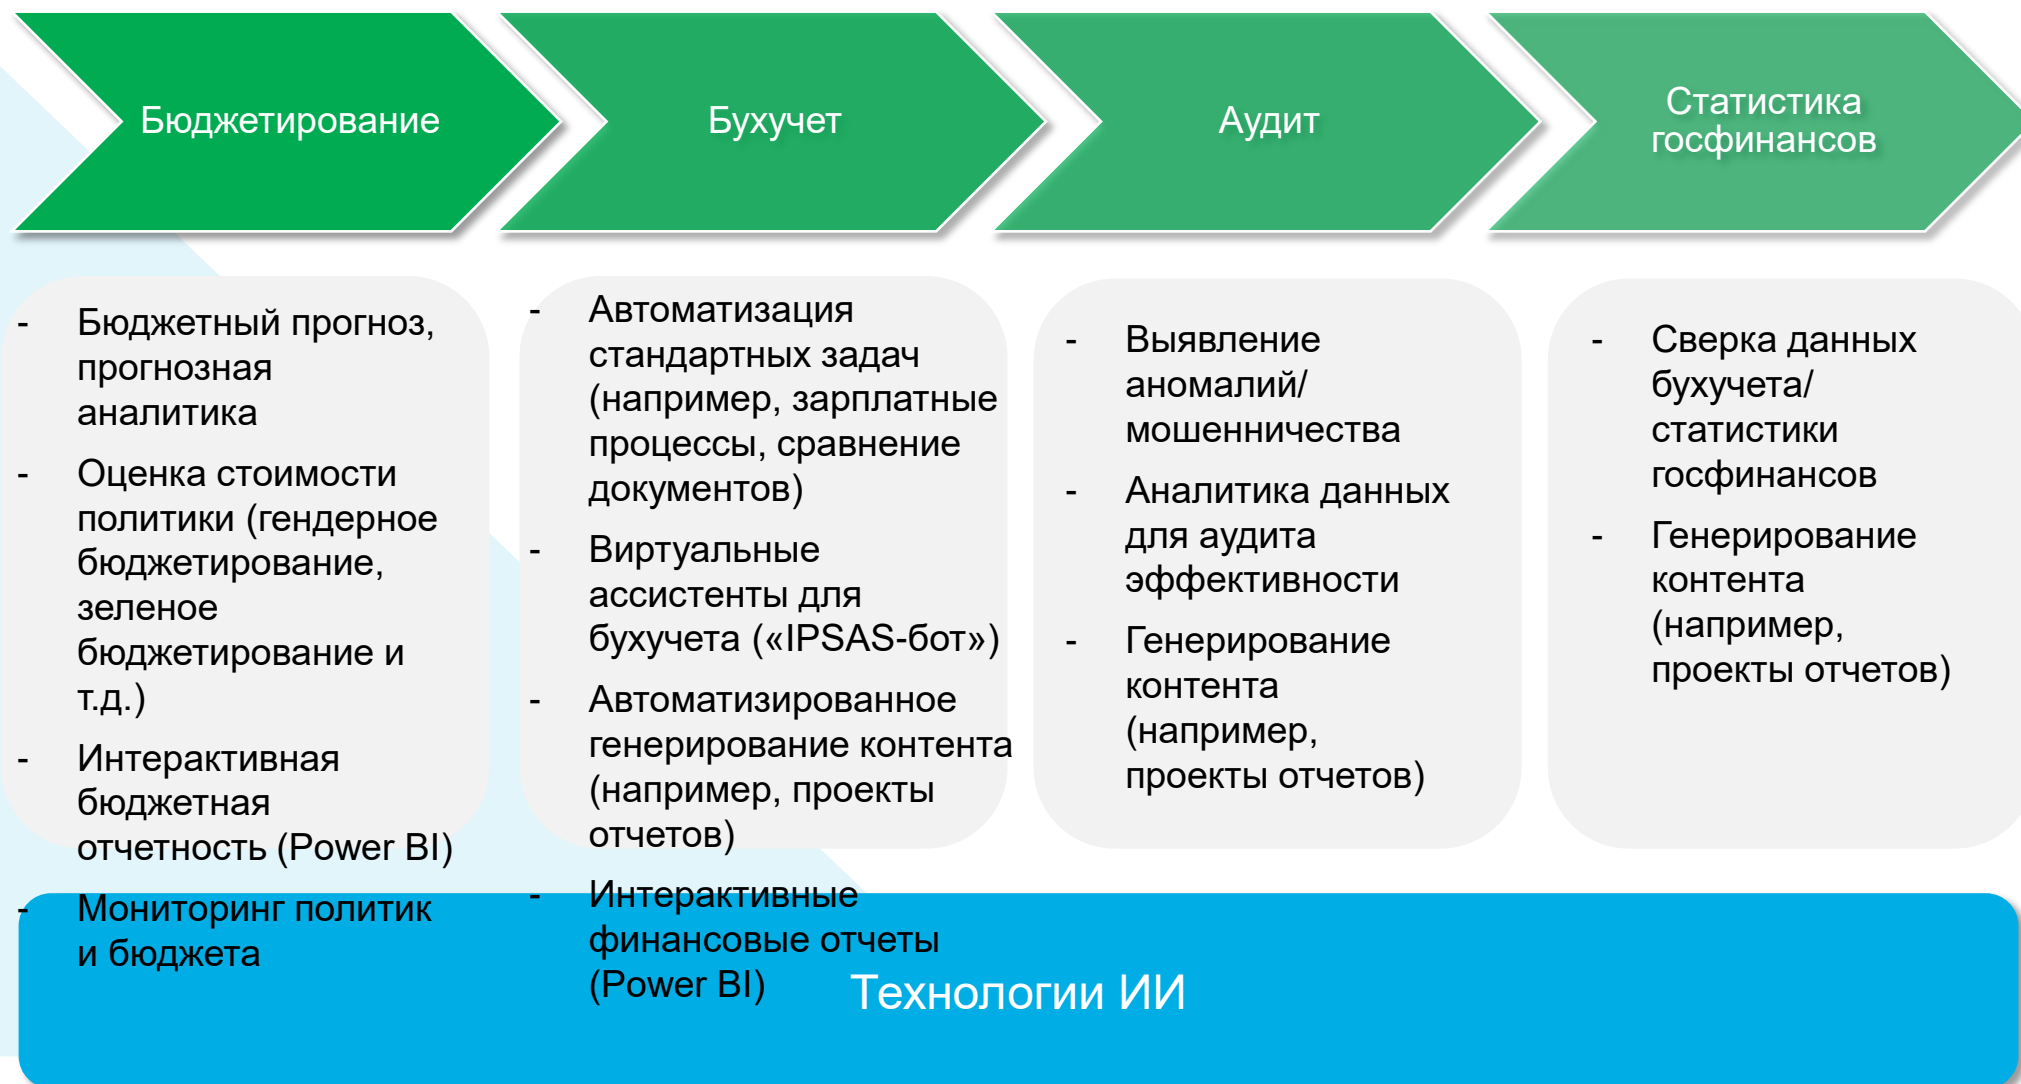 Бюджетирование
Бухучет
Аудит
Статистика
госфинансов
- Бюджетный прогноз,
прогнозная
аналитика
- Оценка стоимости
политики (гендерное
бюджетирование,
зеленое
бюджетирование и
т.д.)
- Интерактивная
бюджетная
отчетность (Power BI)
- Мониторинг политик
и бюджета
- Автоматизация
стандартных задач
(например, зарплатные
процессы, сравнение
документов)
- Виртуальные
ассистенты для
бухучета («IPSAS-бот»)
- Автоматизированное
генерирование контента
(например, проекты
отчетов)
- Интерактивные
финансовые отчеты
(Power BI)
- Выявление
аномалий/
мошенничества
- Аналитика данных
для аудита
эффективности
- Генерирование
контента
(например,
проекты отчетов)
- Сверка данных
бухучета/
статистики
госфинансов
- Генерирование
контента
(например,
проекты отчетов)
Технологии ИИ